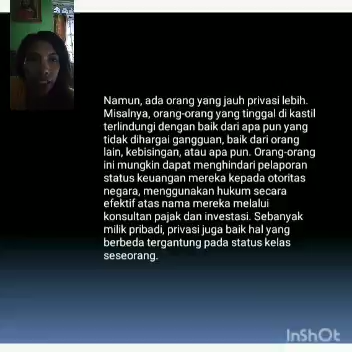 Namun, ada orang yang jauh privasi lebih.
Misalnya, orang-orang yang tinggal di kastil
terlindungi dengan baik dari apa pun yang
tidak dihargai gangguan, baik dari orang
lain, kebisingan, atau apa pun. Orang-orang
ini mungkin dapat menghindari pelaporan
status keuangan mereka kepada otoritas
negara, menggunakan hukum secara
efektif atas nama mereka melalui
konsultan pajak dan investasi. Sebanyak
milik pribadi, privasi juga baik hal yang
berbeda tergantung pada status kelas
seseorang.
InShOt